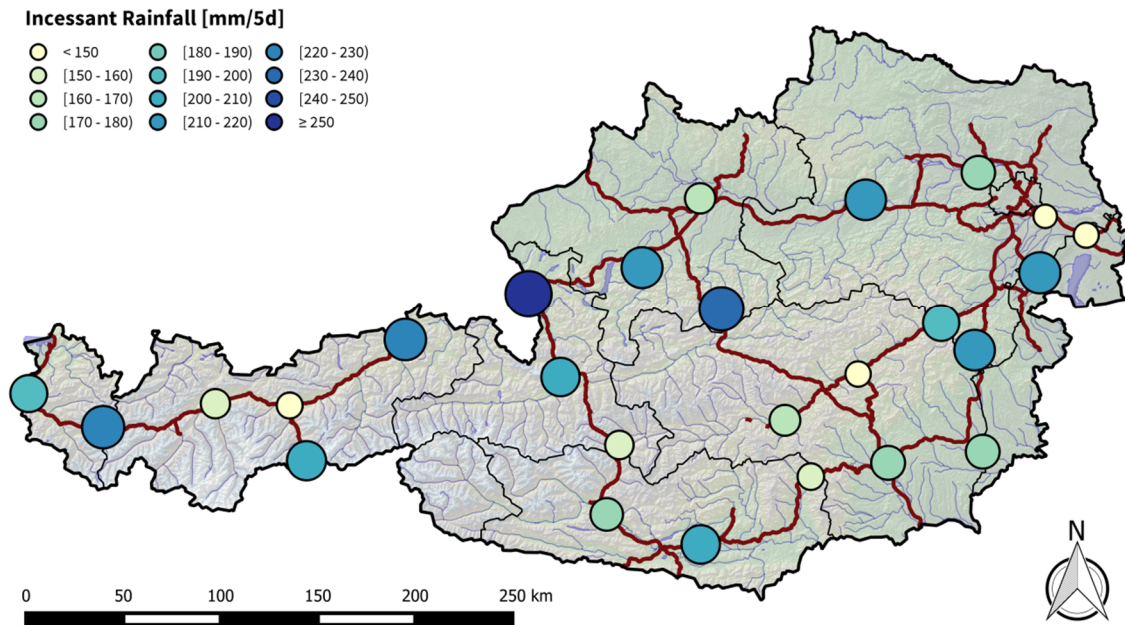 Incessant Rainfall [mm/5d]
< 150 [180 - 190) [220 - 230)
[150 - 160) [190 - 200) [230 - 240)
[160 - 170) [200 - 210) [240 - 250)
[170 - 180) [210 - 220) ≥ 250
N
0 50 100 150 200 250 km